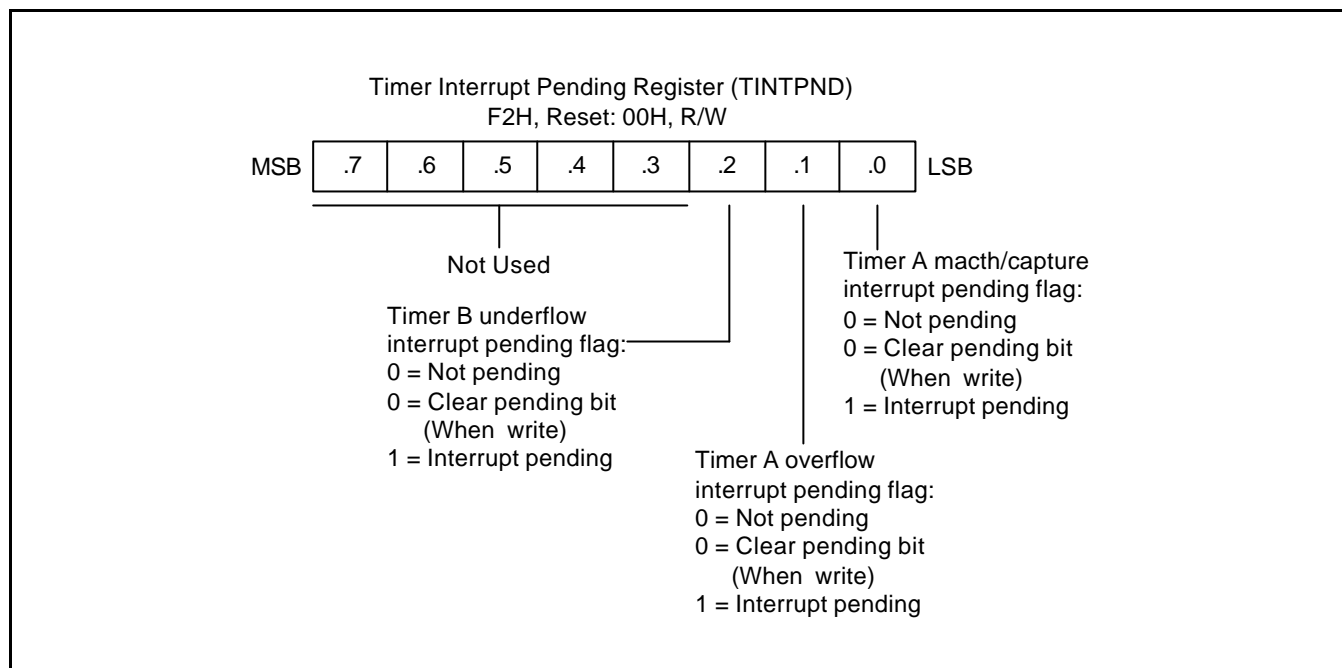 Timer Interrupt Pending Register (TINTPND)
F2H, Reset: 00H, R/W
MSB .7 .6 .5 .4 .3 .2 .1 .0 LSB
Not Used
Timer B underflow
interrupt pending flag:
0 = Not pending
0 = Clear pending bit
(When write)
1 = Interrupt pending
Timer A macth/capture
interrupt pending flag:
0 = Not pending
0 = Clear pending bit
(When write)
1 = Interrupt pending
Timer A overflow
interrupt pending flag:
0 = Not pending
0 = Clear pending bit
(When write)
1 = Interrupt pending